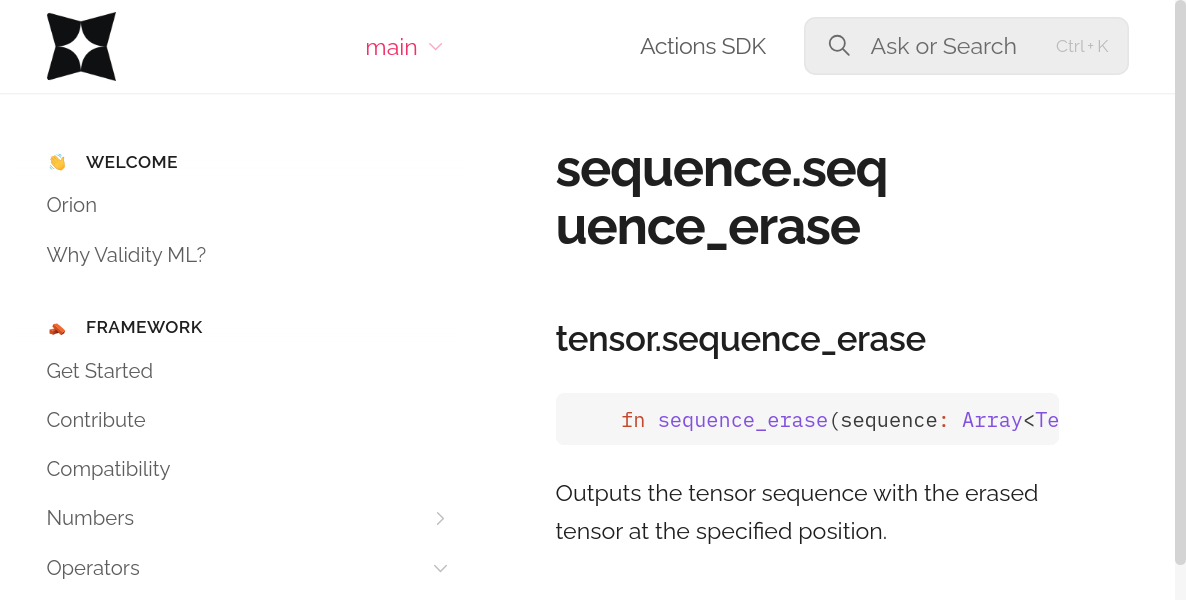 main
Actions SDK
Ask or Search
Ctrl + K
WELCOME
Orion
Why Validity ML?
FRAMEWORK
Get Started
Contribute
Compatibility
Numbers
Operators
sequence.seq
uence_erase
tensor.sequence_erase
fn sequence_erase(sequence: Array<Te
Outputs the tensor sequence with the erased
tensor at the specified position.